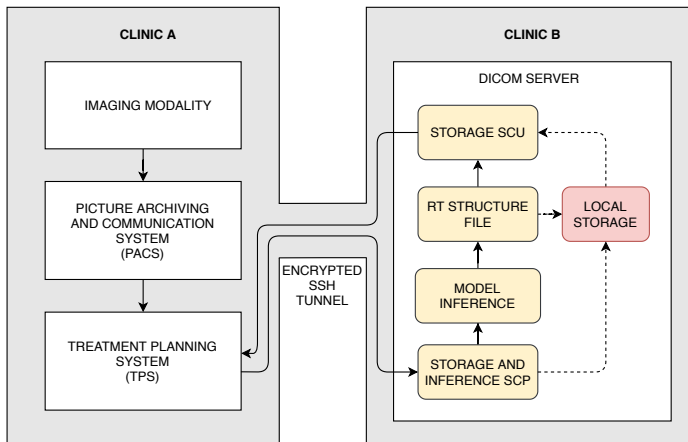 CLINIC A
IMAGING MODALITY
PICTURE ARCHIVING
AND COMMUNICATION
SYSTEM
(PACS)
TREATMENT PLANNING
SYSTEM
(TPS)
ENCRYPTED
SSH
TUNNEL
CLINIC B
DICOM SERVER
STORAGE SCU
RT STRUCTURE
FILE
LOCAL
STORAGE
MODEL
INFERENCE
STORAGE AND
INFERENCE SCP